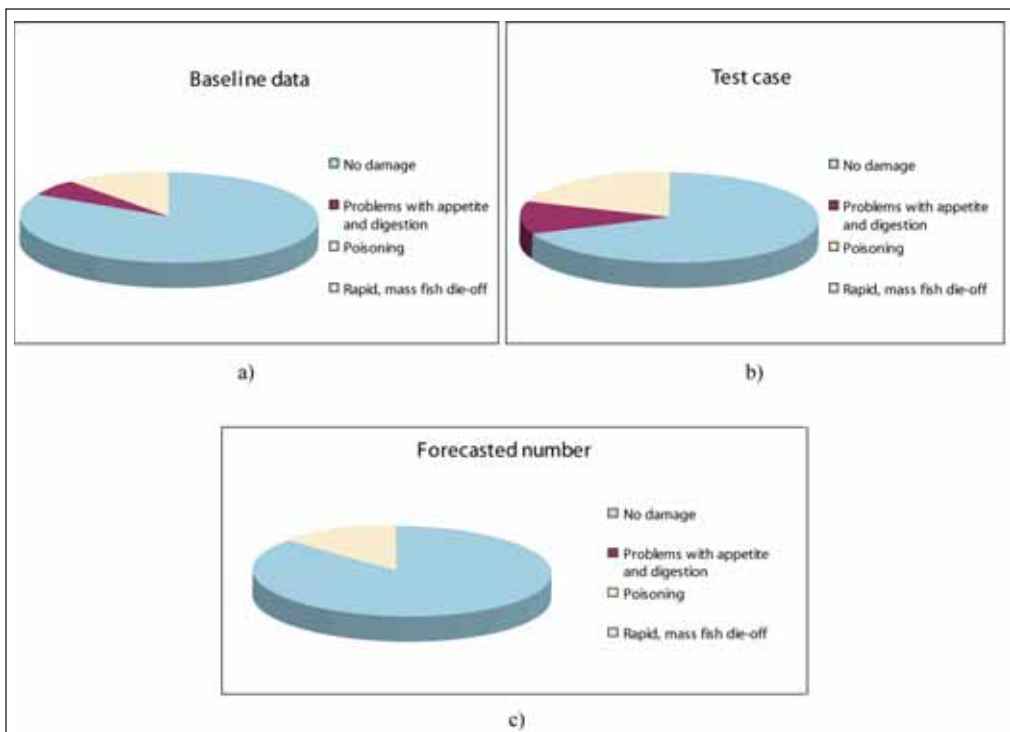 Baseline data
No damage
Problems with appetite
and digestion
Poisoning
Rapid, mass fish die-off
a)
Test case
No damage
Problems with appetite
and digestion
Poisoning
Rapid, mass fish die-off
b)
Forecasted number
No damage
Problems with appetite
and digestion
Poisoning
Rapid, mass fish die-off
c)